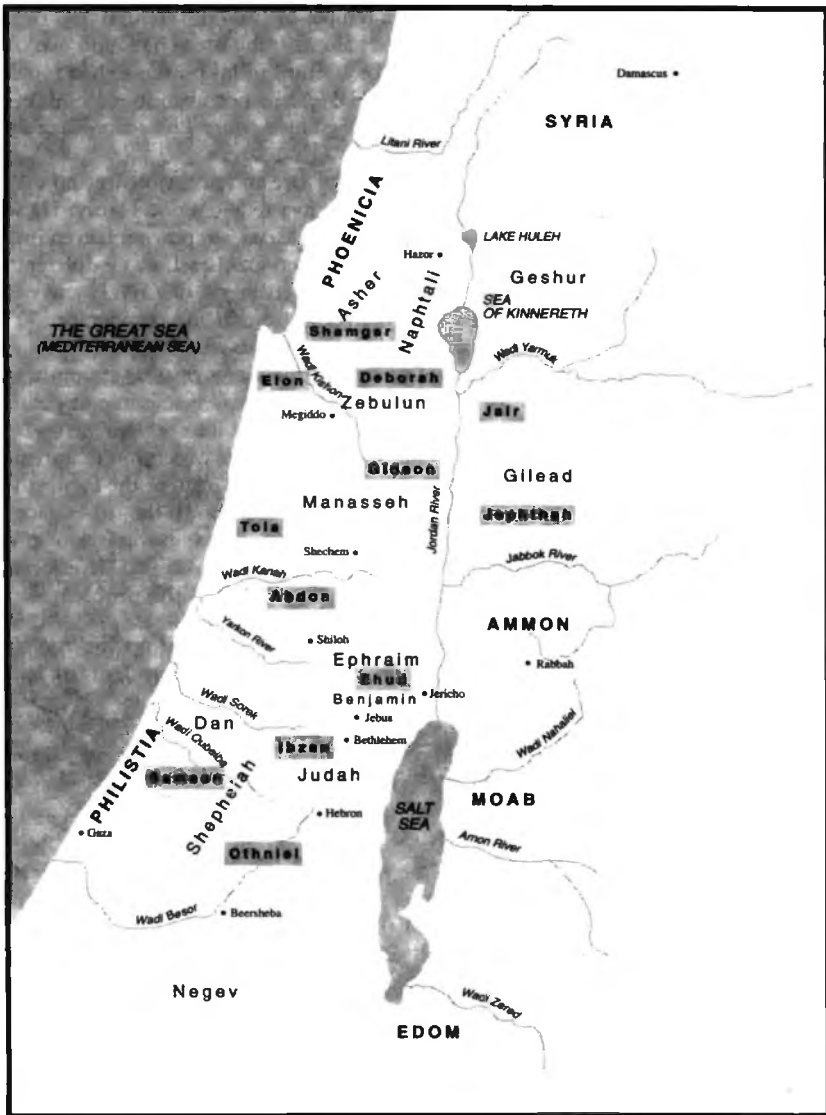 Damascus
SYRIA
Litani River
PHOENICIA
LAKE HULEH
Hazor
Geshur
Asher
Naphtali
SEA
OF KINNERETH
THE GREAT SEA
(MEDITERRANEAN SEA)
Shamgar
Wadi Kishon
Wadi Yarmuk
Elon
Deborah
Zebulun
Megiddo
Jair
Gideon
Gilead
Manasseh
Jordan River
Jephthah
Tola
Shechem
Jabbok River
Wadi Kanah
Abdon
AMMON
Yarkon River
Shiloh
Ephraim
Rabbah
Ehud
Benjamin
Jericho
Wadi Sorek
Jebus
Dan
Wadi Qubeiba
Ibzan
Bethlehem
Wadi Nahaliel
Judah
Samson
PHILISTIA
Shepheiah
SALT
SEA
MOAB
Hebron
Gaza
Arnon River
Othniel
Wadi Besor
Beersheba
Negev
Wadi Zered
EDOM